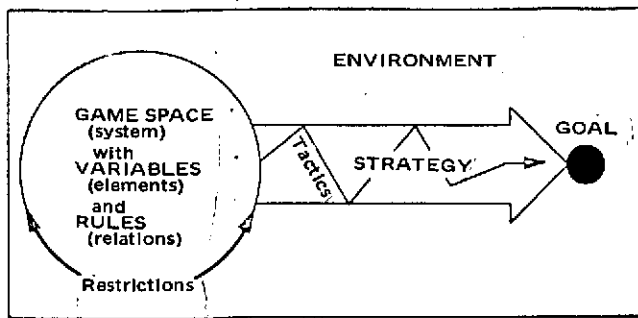 ENVIRONMENT
GAME SPACE
(system)
with
VARIABLES
(elements)
and
RULES
(relations)
Restrictions
Tactics
STRATEGY
GOAL